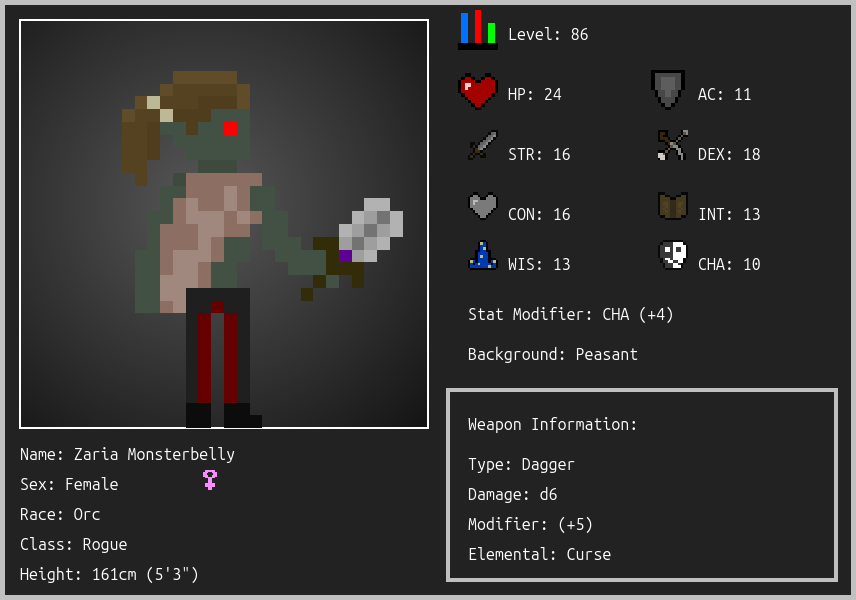 Level: 86
HP: 24
AC: 11
STR: 16
DEX: 18
CON: 16
INT: 13
WIS: 13
CHA: 10
Stat Modifier: CHA (+4)
Background: Peasant
Weapon Information:
Type: Dagger
Damage: d6
Modifier: (+5)
Elemental: Curse
Name: Zaria Monsterbelly
Sex: Female
Race: Orc
Class: Rogue
Height: 161cm (5'3")